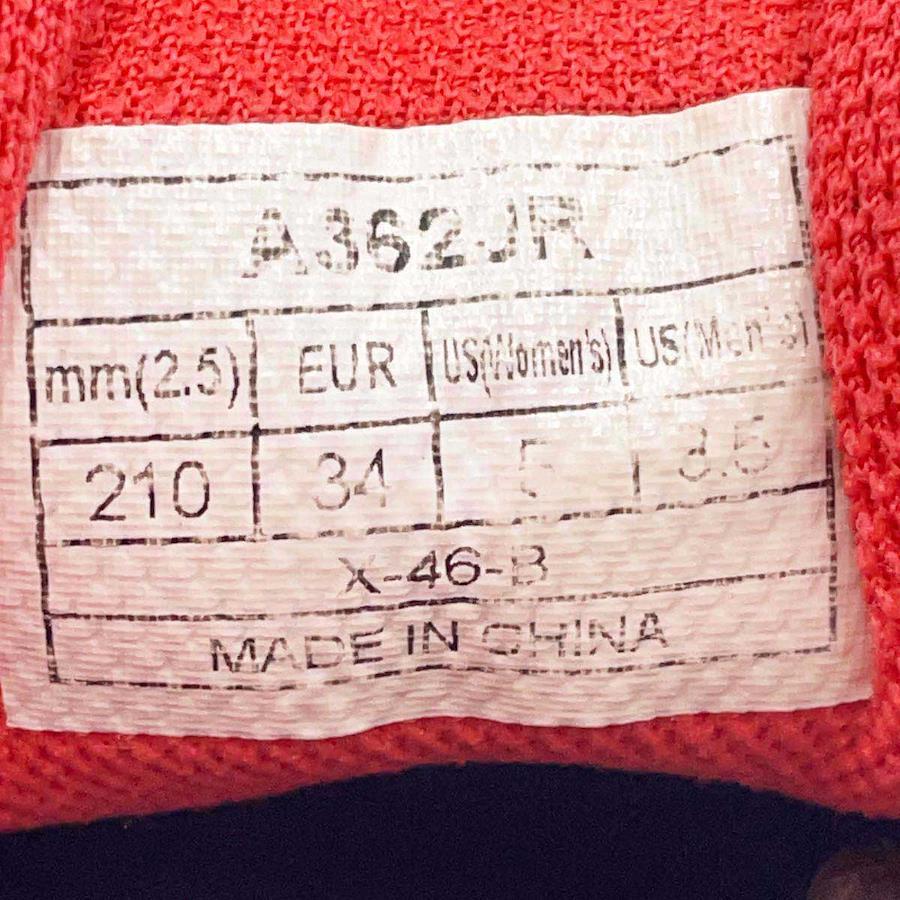 A362JR
mm(2.5) EUR US(Women's) US(Men's)
210 34 5 3.5
X-46-B
MADE IN CHINA